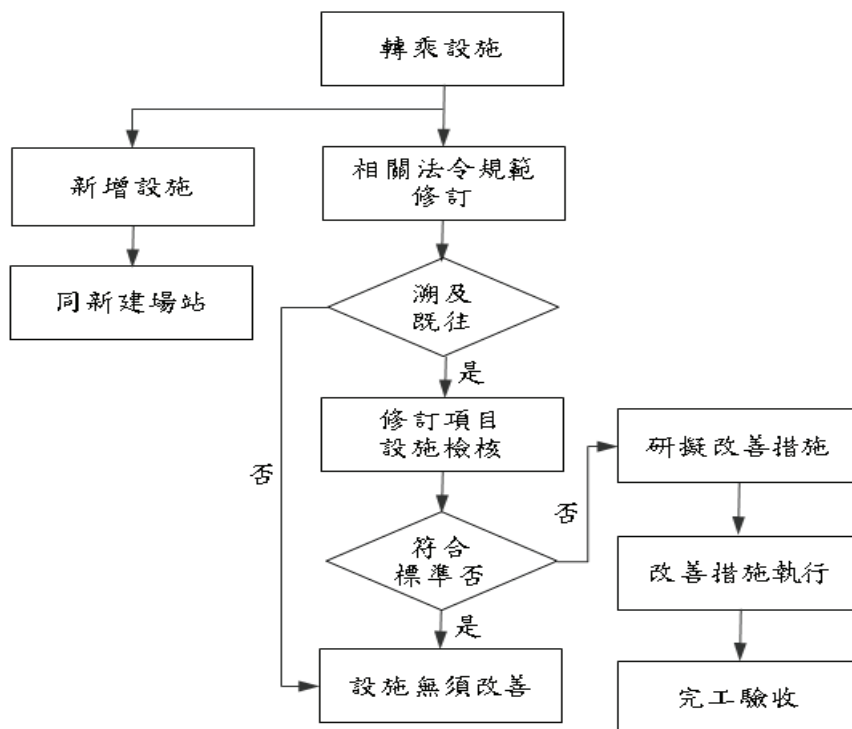 轉乘設施
新增設施
相關法令規範
修訂
同新建場站
溯及
既往
是
修訂項目
設施檢核
研擬改善措施
否
否
符合
標準否
改善措施執行
是
設施無須改善
完工驗收